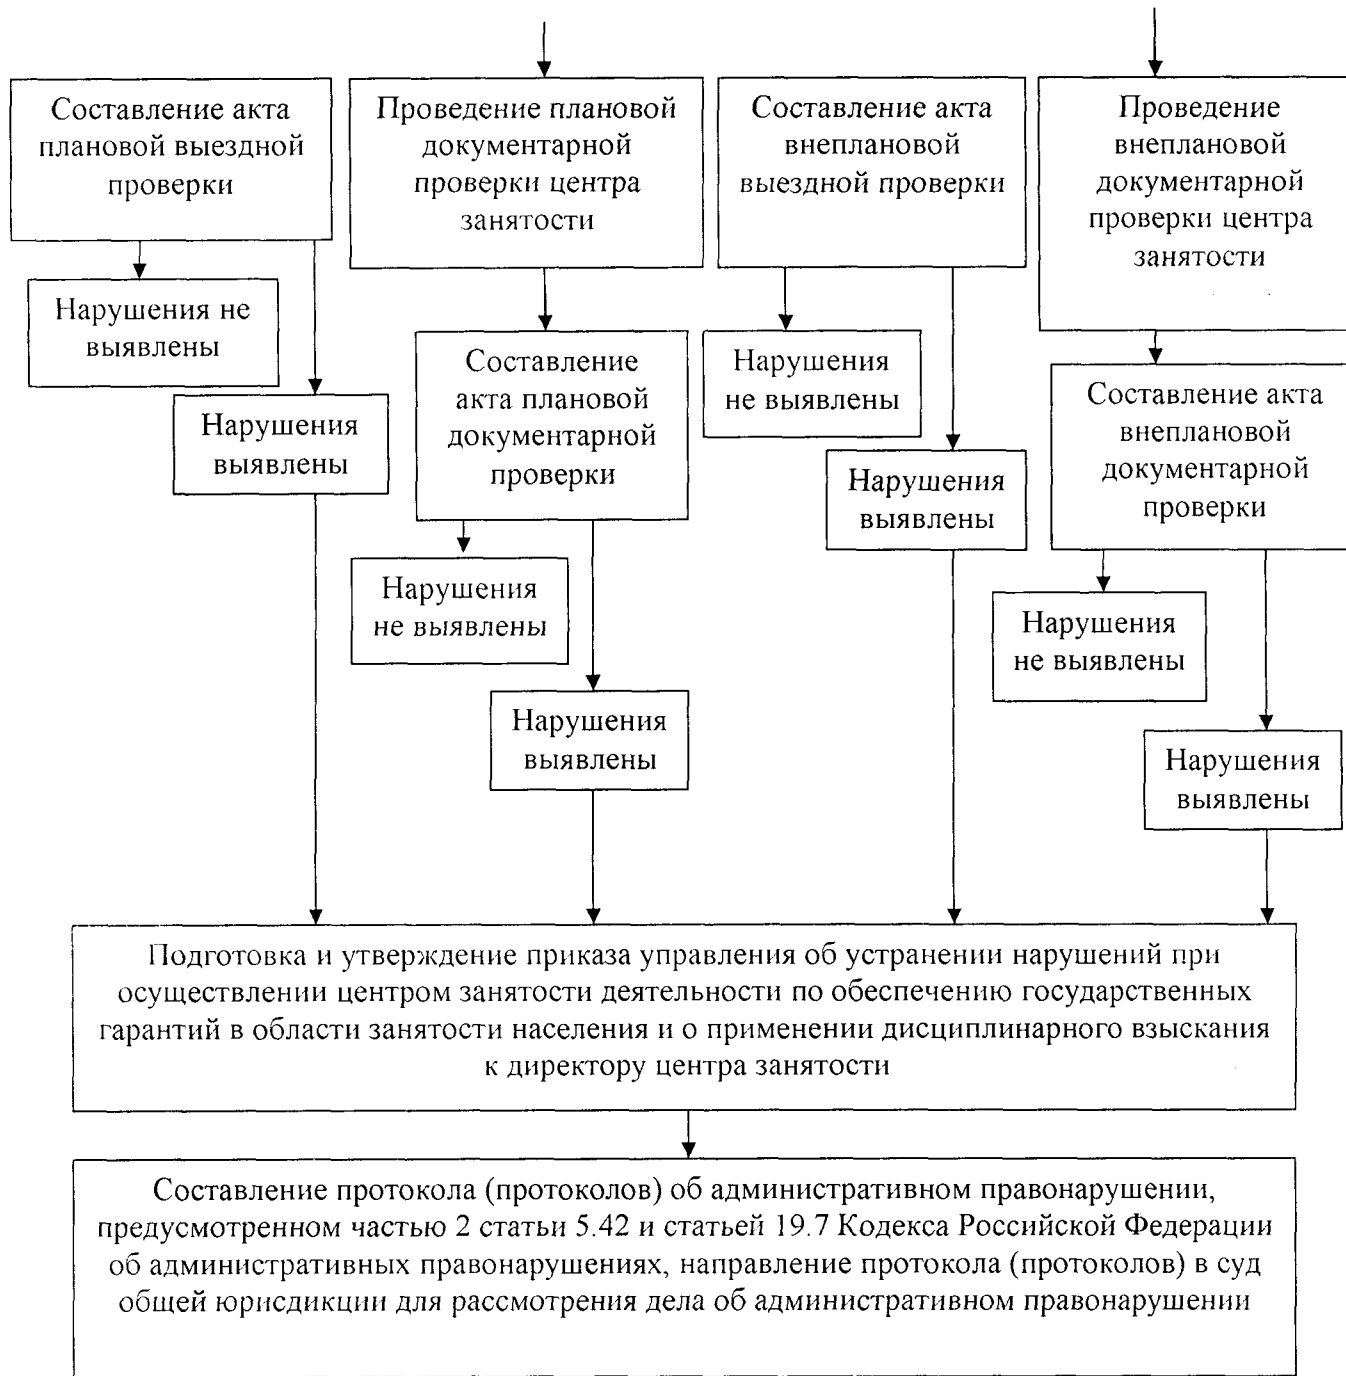 Составление акта
плановой выездной
проверки
Проведение плановой
документарной
проверки центра
занятости
Составление акта
внеплановой
выездной проверки
Проведение
внеплановой
документарной
проверки центра
занятости
Нарушения не
выявлены
Нарушения
выявлены
Составление
акта плановой
документарной
проверки
Нарушения
не выявлены
Нарушения
выявлены
Нарушения
не выявлены
Нарушения
выявлены
Составление акта
внеплановой
документарной
проверки
Нарушения
не выявлены
Нарушения
выявлены
Подготовка и утверждение приказа управления об устранении нарушений при
осуществлении центром занятости деятельности по обеспечению государственных
гарантий в области занятости населения и о применении дисциплинарного взыскания
к директору центра занятости
Составление протокола (протоколов) об административном правонарушении,
предусмотренном частью 2 статьи 5.42 и статьей 19.7 Кодекса Российской Федерации
об административных правонарушениях, направление протокола (протоколов) в суд
общей юрисдикции для рассмотрения дела об административном правонарушении